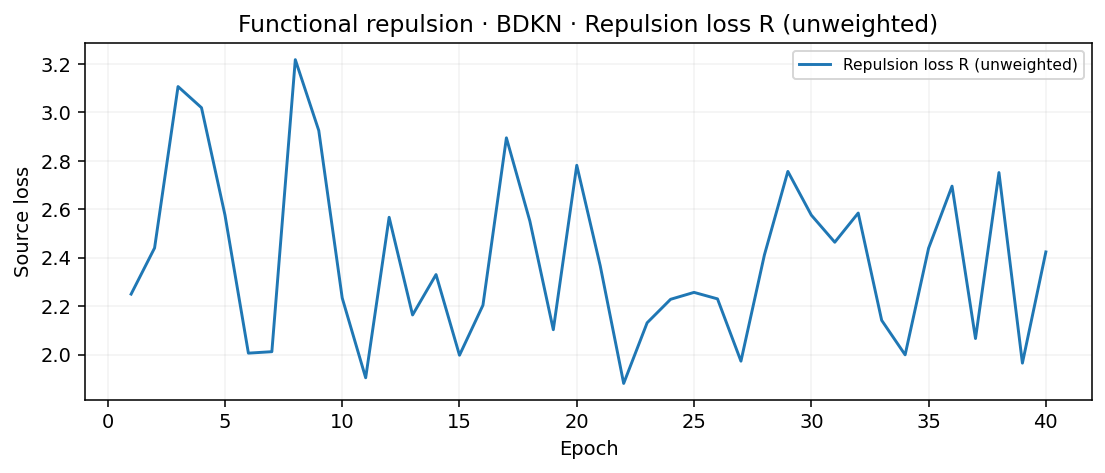 Functional repulsion · BDKN · Repulsion loss R (unweighted)
Repulsion loss R (unweighted)
Source loss
3.2
3.0
2.8
2.6
2.4
2.2
2.0
0 5 10 15 20 25 30 35 40
Epoch